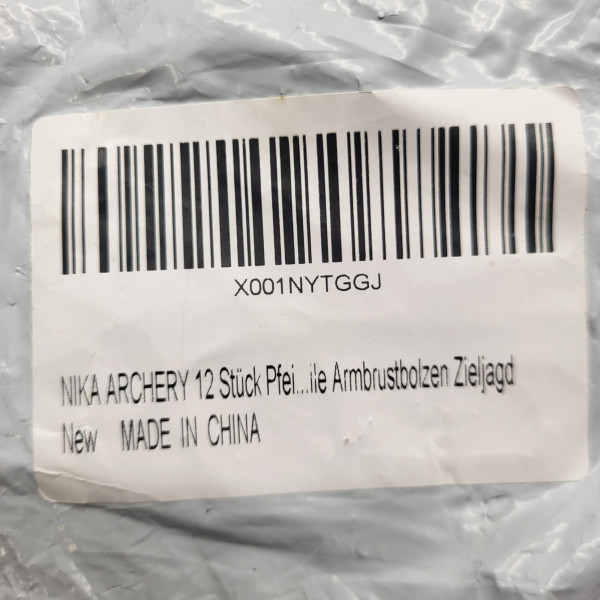 X001NYTGGJ
NIKA ARCHERY 12 Stück Pfei...ile Armbrustbolzen Zieljagd
New MADE IN CHINA